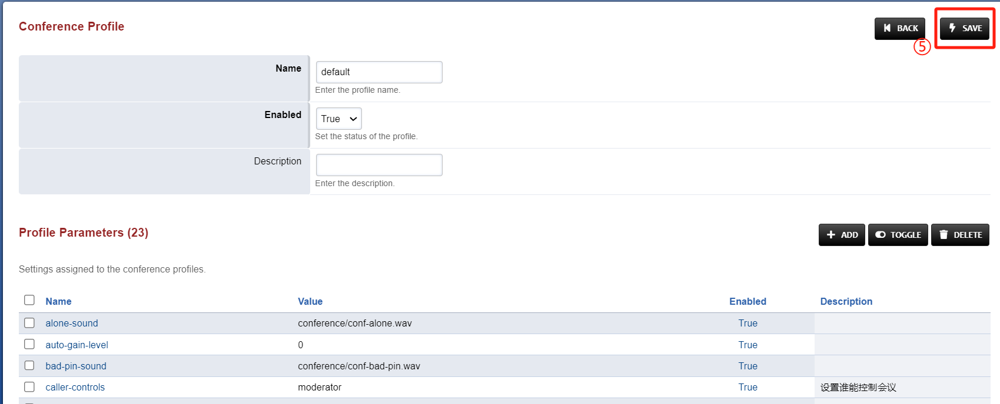 Conference Profile
BACK
SAVE
⑤
Name
default
Enter the profile name.
Enabled
True
Set the status of the profile.
Description
Enter the description.
Profile Parameters (23)
ADD
TOGGLE
DELETE
Settings assigned to the conference profiles.
Name Value Enabled Description
alone-sound conference/conf-alone.wav True
auto-gain-level 0 True
bad-pin-sound conference/conf-bad-pin.wav True
caller-controls moderator True 设置谁能控制会议